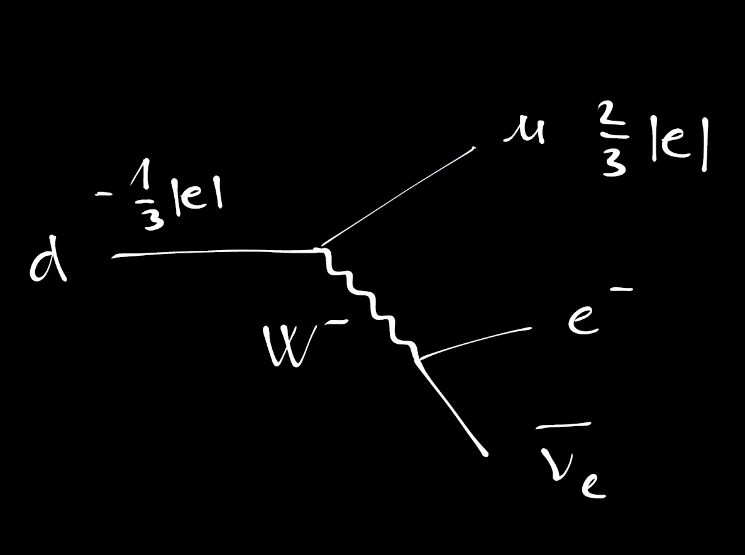 u 2/3 |e|
-1/3 |e|
d
W⁻
e⁻
ν̅ₑ